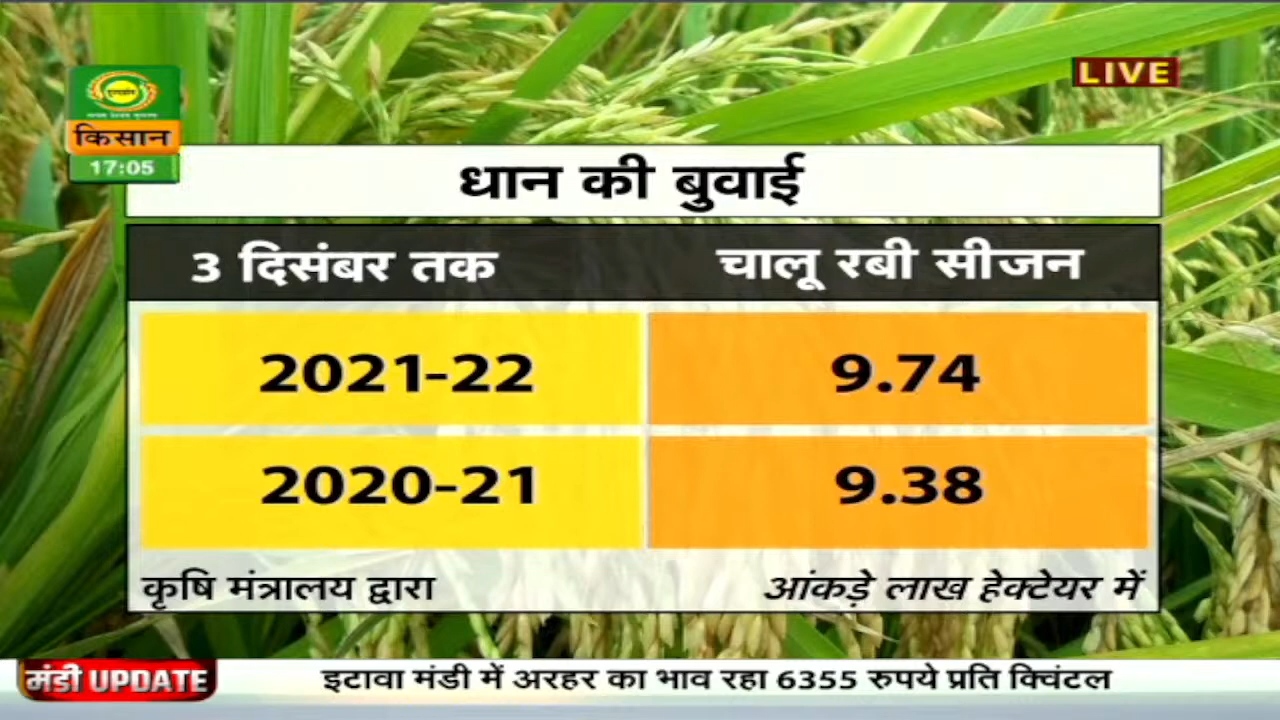 LIVE
किसान
17:05
धान की बुवाई
3 दिसंबर तक
चालू रबी सीजन
2021-22
9.74
2020-21
9.38
कृषि मंत्रालय द्वारा
आंकड़े लाख हेक्टेयर में
मंडी UPDATE
इटावा मंडी में अरहर का भाव रहा 6355 रुपये प्रति क्विंटल